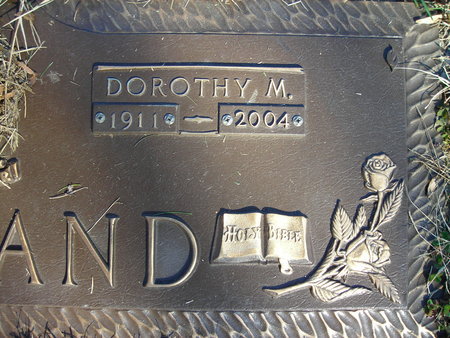 DOROTHY M.
1911 - 2004
AND HOLY BIBLE